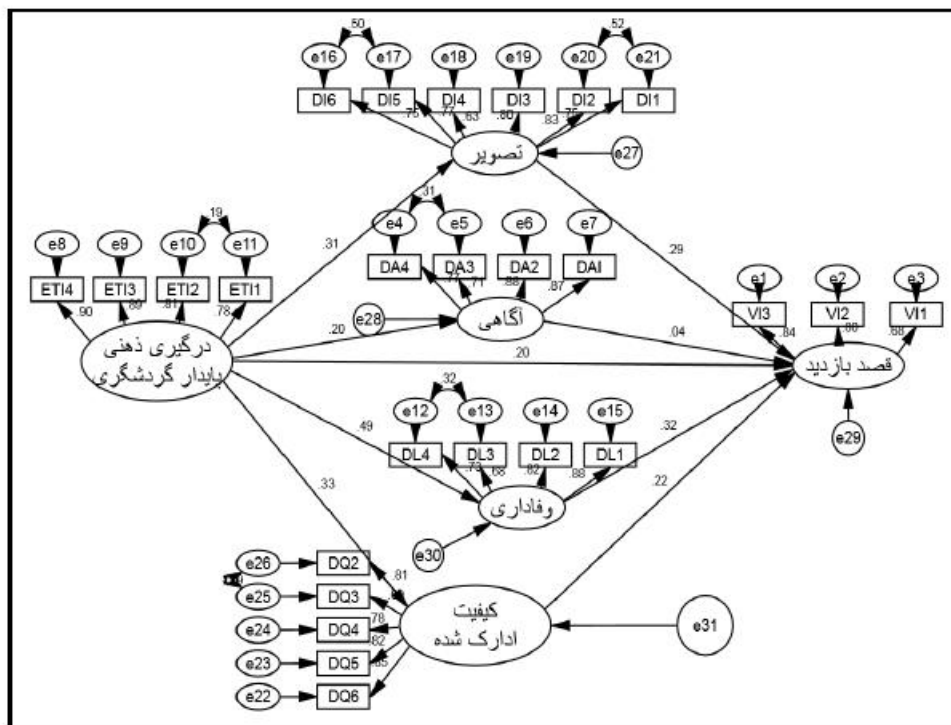 .50 .52
e16 e17 e18 e19 e20 e21
DI6 DI5 DI4 DI3 DI2 DI1
.75 .77 .63 .80 .83 .75
تصویر
e27
.31
e4 e5 e6 e7
DA4 DA3 DA2 DA1
.77 .71 .88 .87
آگاهی
e28
.19
e8 e9 e10 e11
ETI4 ETI3 ETI2 ETI1
.90 .89 .81 .78
درگیری ذهنی
پایدار گردشگری
.31
.20
.20
.49
.33
.29
.04
.32
.22
e1 e2 e3
VI3 VI2 VI1
.84 .88 .68
قصد بازدید
e29
.32
e12 e13 e14 e15
DL4 DL3 DL2 DL1
.73 .68 .82 .88
وفاداری
e30
e26 DQ2 .81
e25 DQ3
e24 DQ4 .78
e23 DQ5 .82
e22 DQ6 .85
کیفیت
ادارک شده
e31